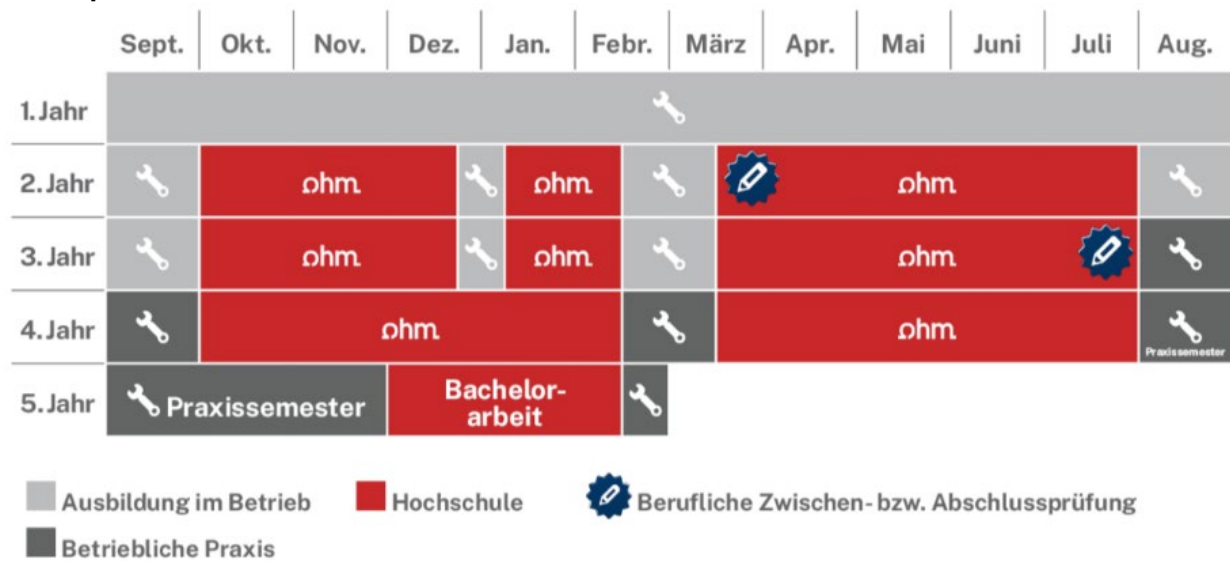 Sept. Okt. Nov. Dez. Jan. Febr. März Apr. Mai Juni Juli Aug.
1. Jahr
2. Jahr ohm ohm ohm
3. Jahr ohm ohm ohm
4. Jahr ohm ohm Praxissemester
5. Jahr Praxissemester Bachelor-
arbeit
Ausbildung im Betrieb Hochschule Berufliche Zwischen- bzw. Abschlussprüfung
Betriebliche Praxis